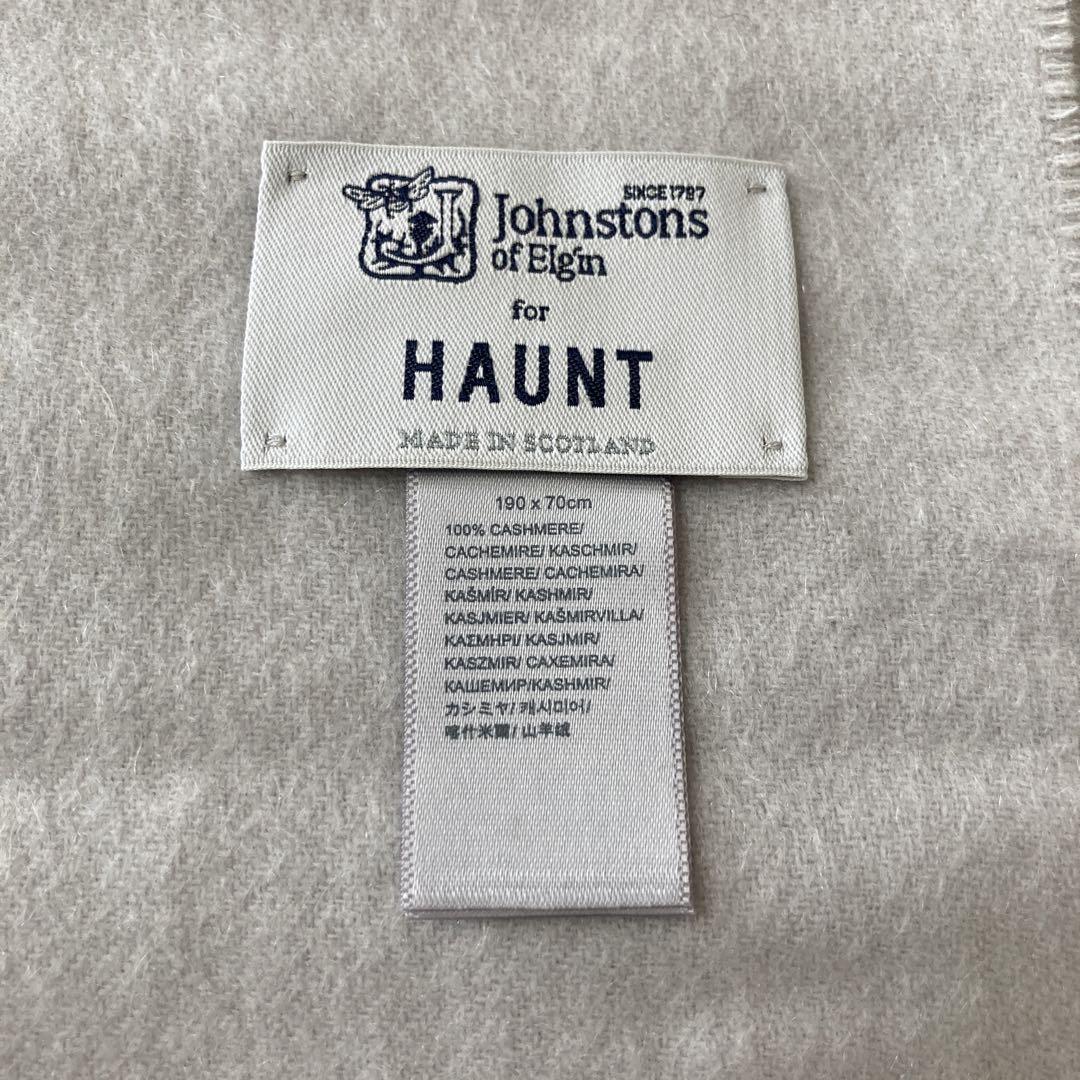 SINCE 1797
Johnstons
of Elgin
for
HAUNT
MADE IN SCOTLAND
190 x 70cm
100% CASHMERE/
CACHEMIRE/ KASCHMIR/
CASHMERE/ CACHEMIRA/
KAŠMÍR/ KASHMIR/
KASJMIER/ KAŠMIRVILLA/
ΚΑΣΜΗΡΙ/ KASJMIR/
KASZMIR/ CAXEMIRA/
КАШЕМИР/KASHMIR/
カシミヤ/ 캐시미어/
喀什米爾/ 山羊绒